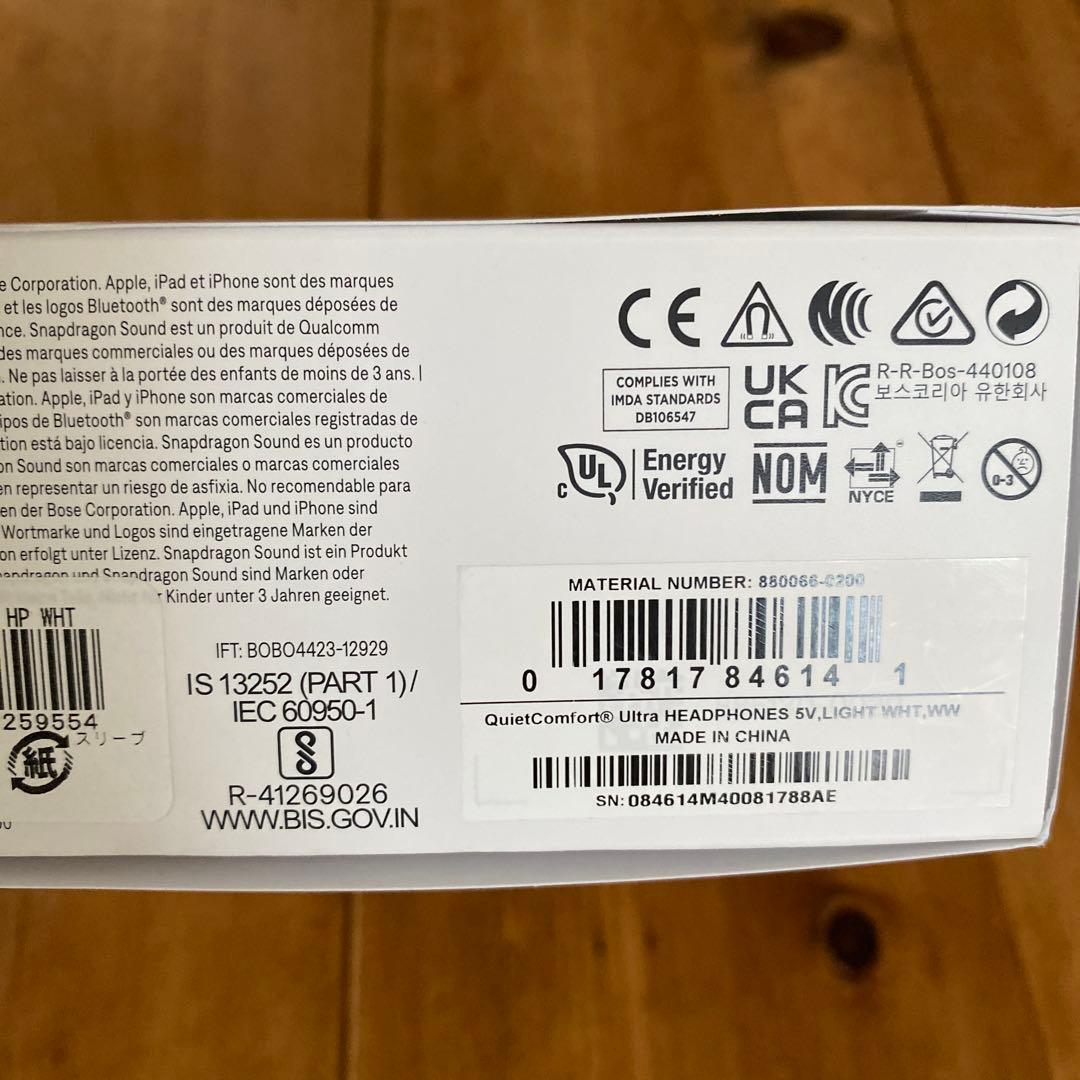 e Corporation. Apple, iPad et iPhone sont des marques
et les logos Bluetooth® sont des marques déposées de
nce. Snapdragon Sound est un produit de Qualcomm
des marques commerciales ou des marques déposées de
. Ne pas laisser à la portée des enfants de moins de 3 ans. |
ation. Apple, iPad y iPhone son marcas comerciales de
ipos de Bluetooth® son marcas comerciales registradas de
tion está bajo licencia. Snapdragon Sound es un producto
on Sound son marcas comerciales o marcas comerciales
en representar un riesgo de asfixia. No recomendable para
en der Bose Corporation. Apple, iPad und iPhone sind
Wortmarke und Logos sind eingetragene Marken der
on erfolgt unter Lizenz. Snapdragon Sound ist ein Produkt
Snapdragon und Snapdragon Sound sind Marken oder
r Kinder unter 3 Jahren geeignet.
HP WHT
259554
スリーブ
紙
IFT: BOBO4423-12929
IS 13252 (PART 1)/
IEC 60950-1
R-41269026
WWW.BIS.GOV.IN
CE
COMPLIES WITH
IMDA STANDARDS
DB106547
UK
CA
R-R-Bos-440108
보스코리아 유한회사
c UL Energy
Verified
NOM
NYCE
0-3
MATERIAL NUMBER: 880066-0200
0 17817 84614 1
QuietComfort® Ultra HEADPHONES 5V,LIGHT WHT,WW
MADE IN CHINA
SN: 084614M40081788AE